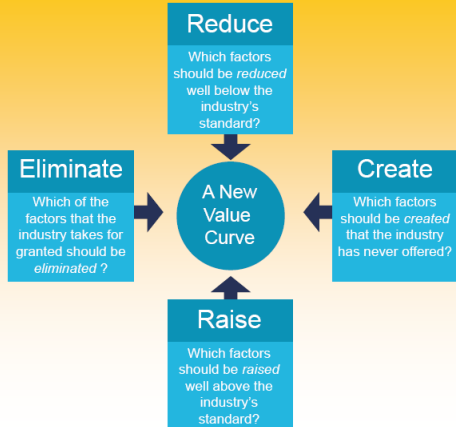 Reduce
Which factors
should be reduced
well below the
industry's
standard?
Eliminate
Which of the
factors that the
industry takes for
granted should be
eliminated ?
A New
Value
Curve
Create
Which factors
should be created
that the industry
has never offered?
Raise
Which factors
should be raised
well above the
industry's
standard?